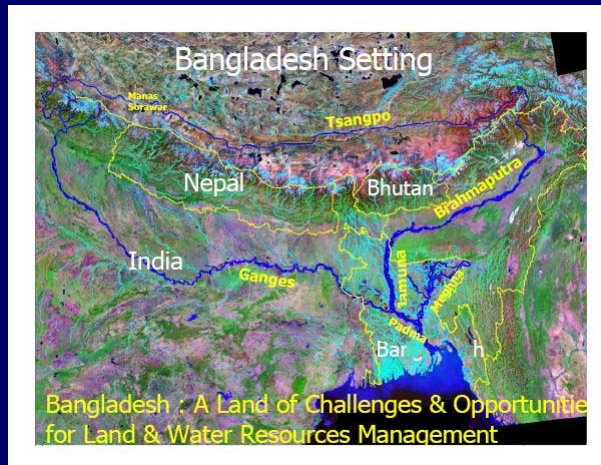 Bangladesh Setting
Manas
Sorawar
Tsangpo
Nepal
Bhutan
Brahmaputra
India
Ganges
Jamuna
Meghna
Padma
Bar
h
Bangladesh : A Land of Challenges & Opportunitie
for Land & Water Resources Management